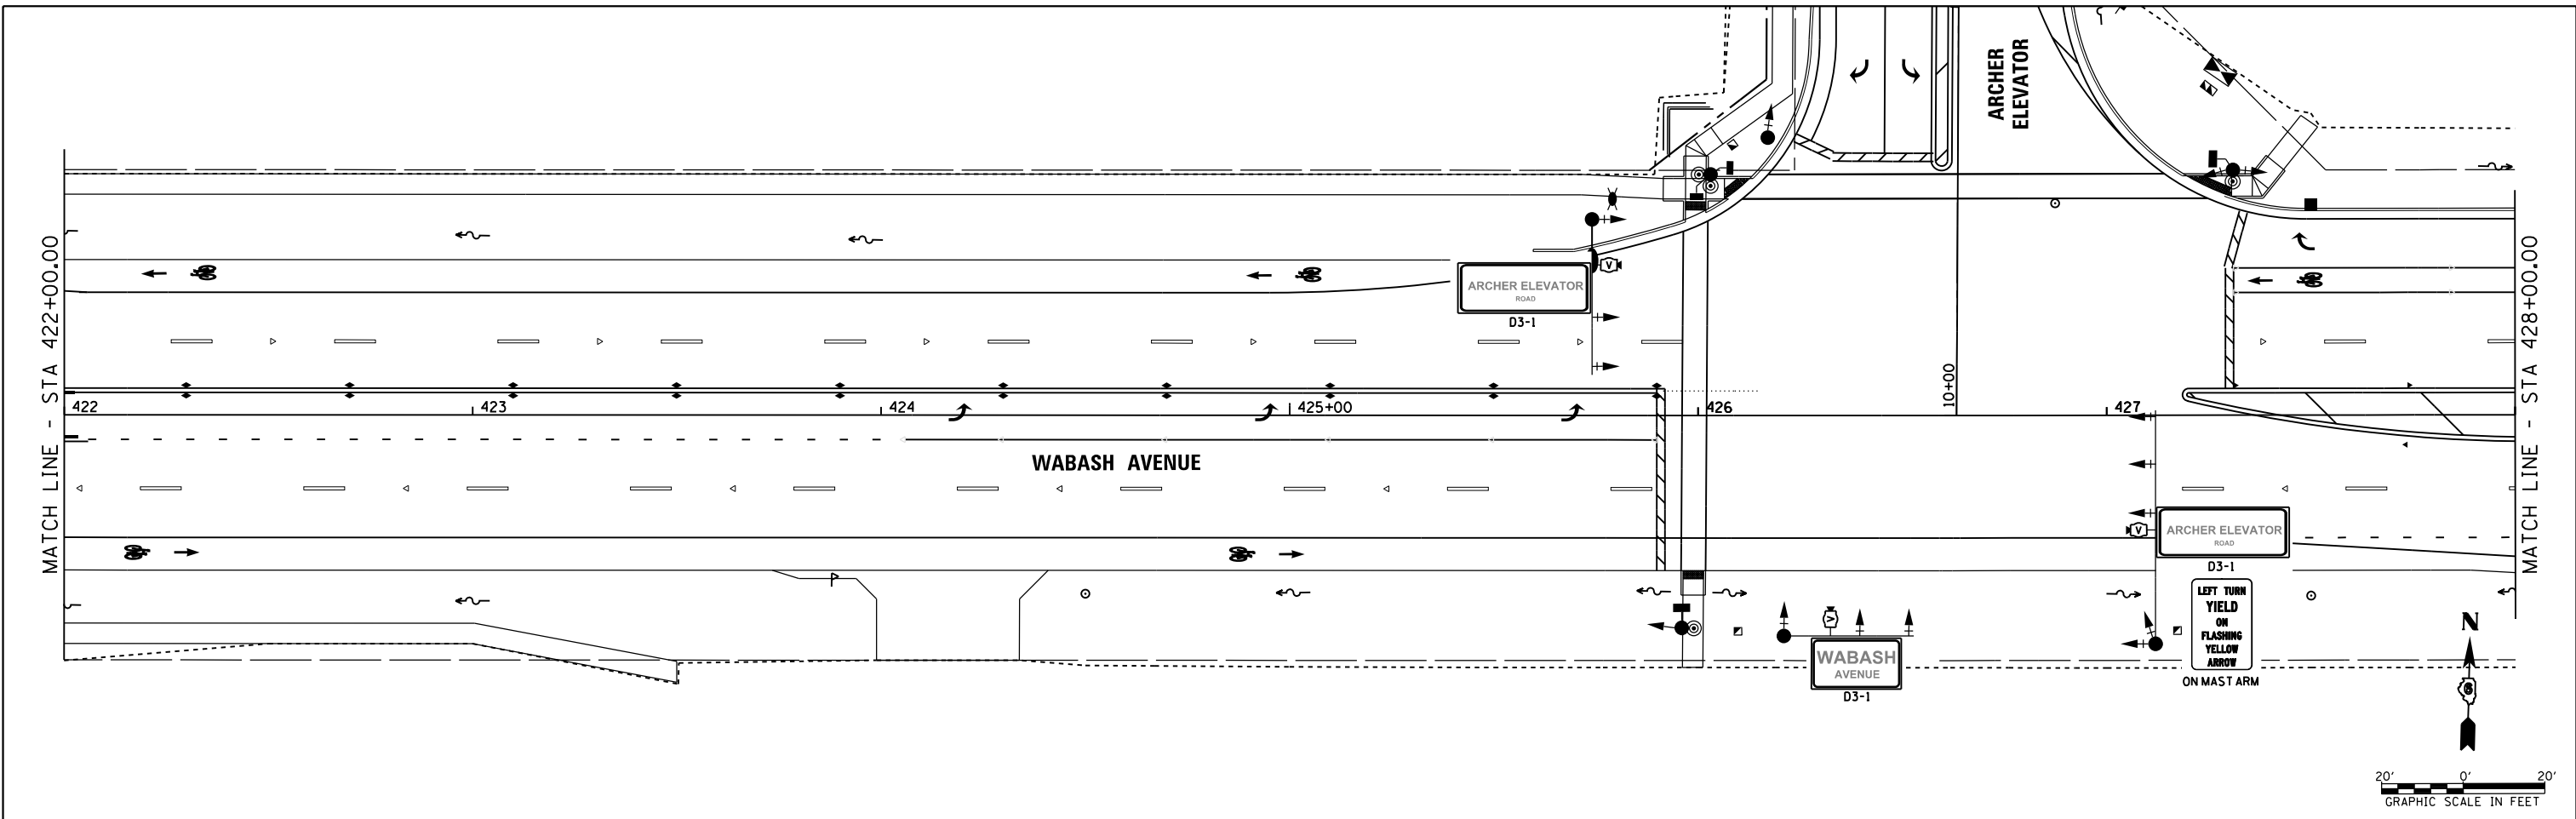 ARCHER
ELEVATOR
MATCH LINE - STA 422+00.00
MATCH LINE - STA 428+00.00
ARCHER ELEVATOR
ROAD
D3-1
V
10+00
422
423
424
425+00
426
427
WABASH AVENUE
V
ARCHER ELEVATOR
ROAD
D3-1
LEFT TURN
YIELD
ON
FLASHING
YELLOW
ARROW
ON MAST ARM
V
WABASH
AVENUE
D3-1
P
N
6
20' 0' 20'
GRAPHIC SCALE IN FEET